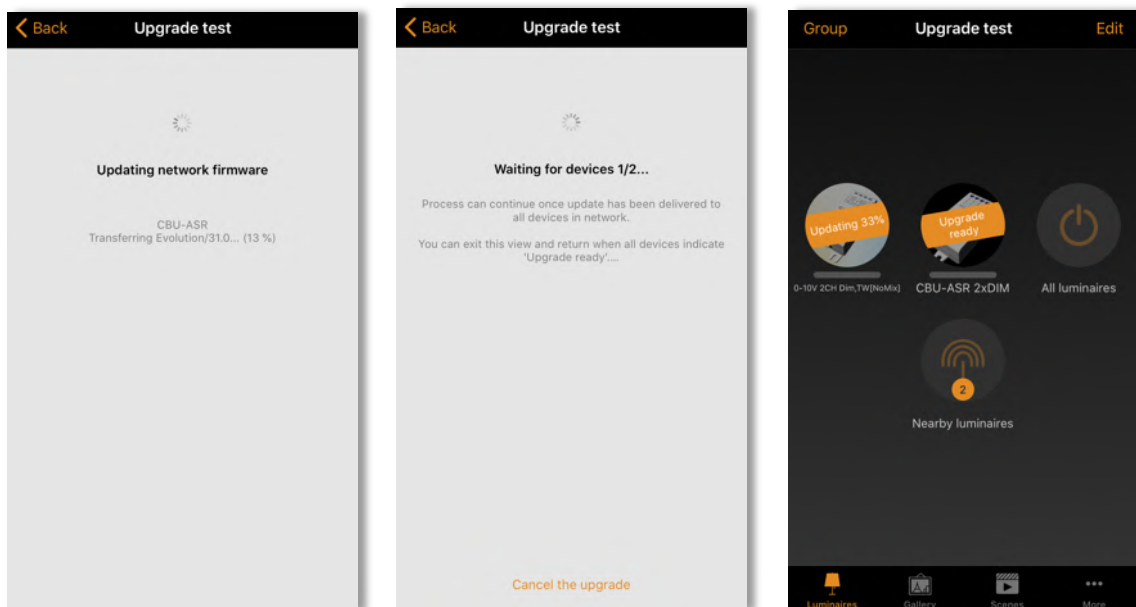 Back
Upgrade test
Updating network firmware
CBU-ASR
Transferring Evolution/31.0... (13 %)
Back
Upgrade test
Waiting for devices 1/2...
Process can continue once update has been delivered to
all devices in network.
You can exit this view and return when all devices indicate
'Upgrade ready'....
Cancel the upgrade
Group
Upgrade test
Edit
Updating 33%
Upgrade
ready
0-10V 2CH Dim,TW[NoMix]
CBU-ASR 2xDIM
All luminaires
2
Nearby luminaires
Luminaires
Gallery
Scenes
More